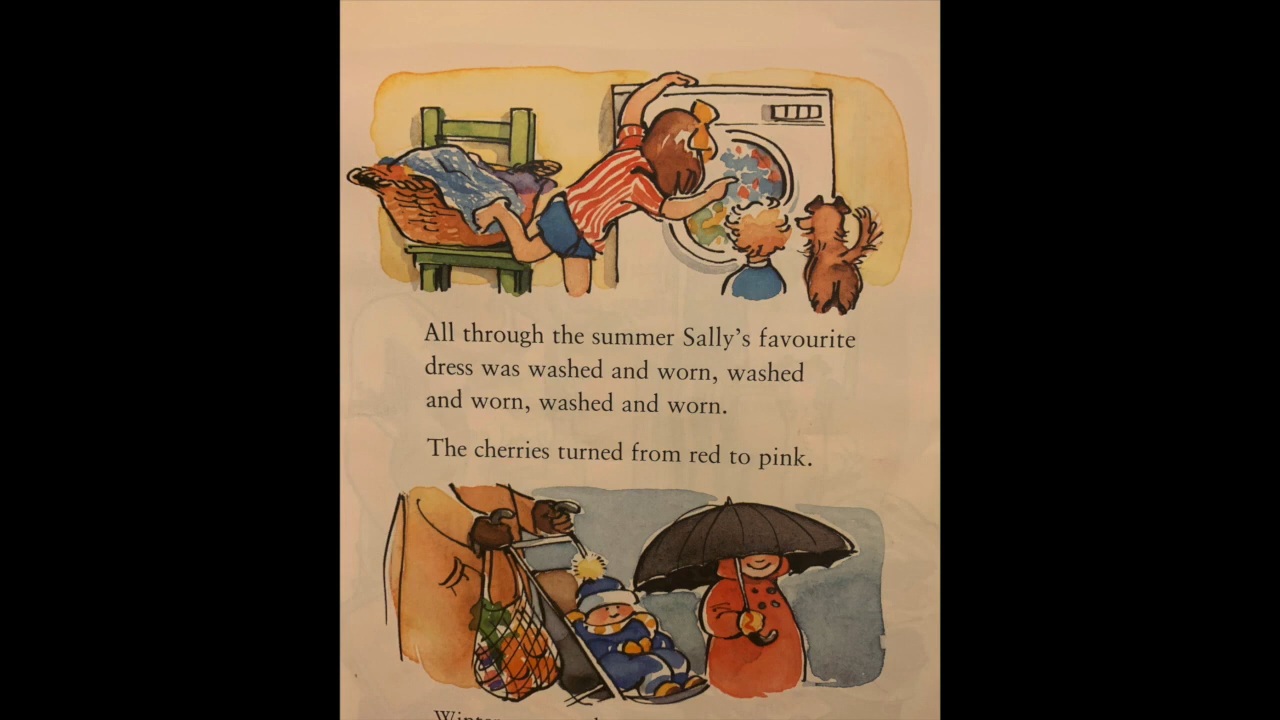 All through the summer Sally's favourite
dress was washed and worn, washed
and worn, washed and worn.
The cherries turned from red to pink.